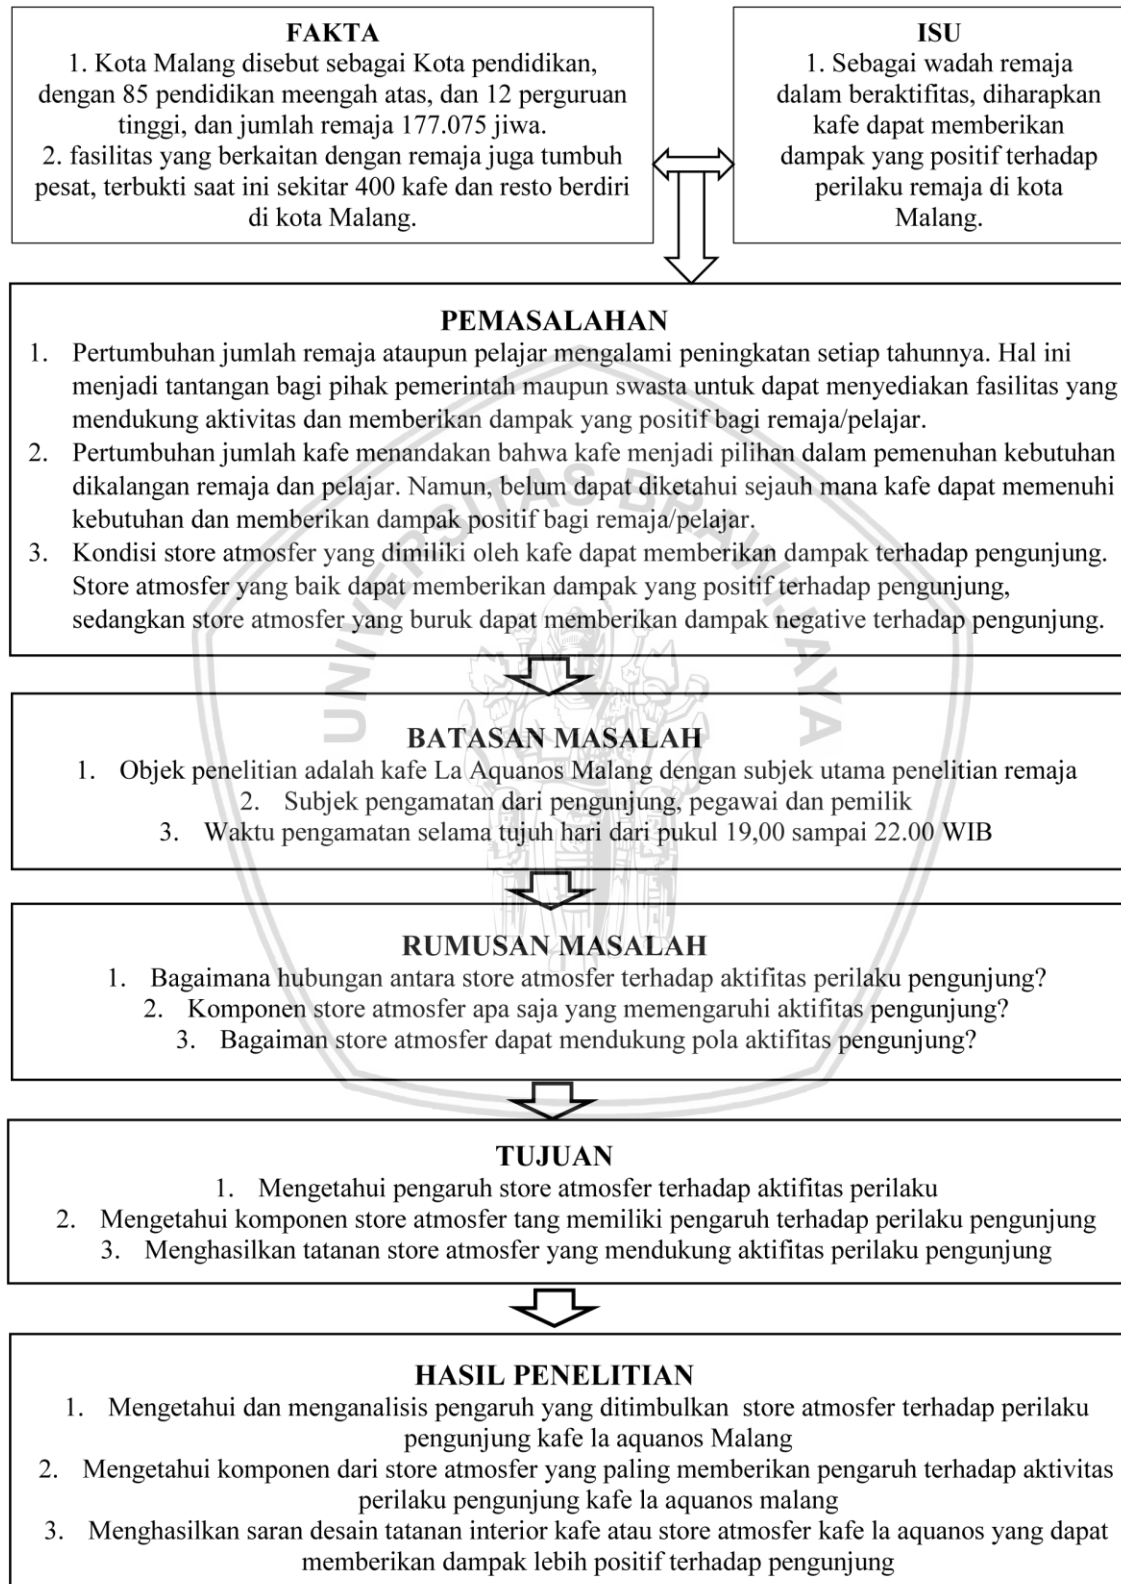 FAKTA
1. Kota Malang disebut sebagai Kota pendidikan,
dengan 85 pendidikan meengah atas, dan 12 perguruan
tinggi, dan jumlah remaja 177.075 jiwa.
2. fasilitas yang berkaitan dengan remaja juga tumbuh
pesat, terbukti saat ini sekitar 400 kafe dan resto berdiri
di kota Malang.
ISU
1. Sebagai wadah remaja
dalam beraktifitas, diharapkan
kafe dapat memberikan
dampak yang positif terhadap
perilaku remaja di kota
Malang.
PEMASALAHAN
1. Pertumbuhan jumlah remaja ataupun pelajar mengalami peningkatan setiap tahunnya. Hal ini
menjadi tantangan bagi pihak pemerintah maupun swasta untuk dapat menyediakan fasilitas yang
mendukung aktivitas dan memberikan dampak yang positif bagi remaja/pelajar.
2. Pertumbuhan jumlah kafe menandakan bahwa kafe menjadi pilihan dalam pemenuhan kebutuhan
dikalangan remaja dan pelajar. Namun, belum dapat diketahui sejauh mana kafe dapat memenuhi
kebutuhan dan memberikan dampak positif bagi remaja/pelajar.
3. Kondisi store atmosfer yang dimiliki oleh kafe dapat memberikan dampak terhadap pengunjung.
Store atmosfer yang baik dapat memberikan dampak yang positif terhadap pengunjung,
sedangkan store atmosfer yang buruk dapat memberikan dampak negative terhadap pengunjung.
UNIVERSITAS BRAWIJAYA
BATASAN MASALAH
1. Objek penelitian adalah kafe La Aquanos Malang dengan subjek utama penelitian remaja
2. Subjek pengamatan dari pengunjung, pegawai dan pemilik
3. Waktu pengamatan selama tujuh hari dari pukul 19,00 sampai 22.00 WIB
RUMUSAN MASALAH
1. Bagaimana hubungan antara store atmosfer terhadap aktifitas perilaku pengunjung?
2. Komponen store atmosfer apa saja yang memengaruhi aktifitas pengunjung?
3. Bagaiman store atmosfer dapat mendukung pola aktifitas pengunjung?
TUJUAN
1. Mengetahui pengaruh store atmosfer terhadap aktifitas perilaku
2. Mengetahui komponen store atmosfer tang memiliki pengaruh terhadap perilaku pengunjung
3. Menghasilkan tatanan store atmosfer yang mendukung aktifitas perilaku pengunjung
HASIL PENELITIAN
1. Mengetahui dan menganalisis pengaruh yang ditimbulkan store atmosfer terhadap perilaku
pengunjung kafe la aquanos Malang
2. Mengetahui komponen dari store atmosfer yang paling memberikan pengaruh terhadap aktivitas
perilaku pengunjung kafe la aquanos malang
3. Menghasilkan saran desain tatanan interior kafe atau store atmosfer kafe la aquanos yang dapat
memberikan dampak lebih positif terhadap pengunjung